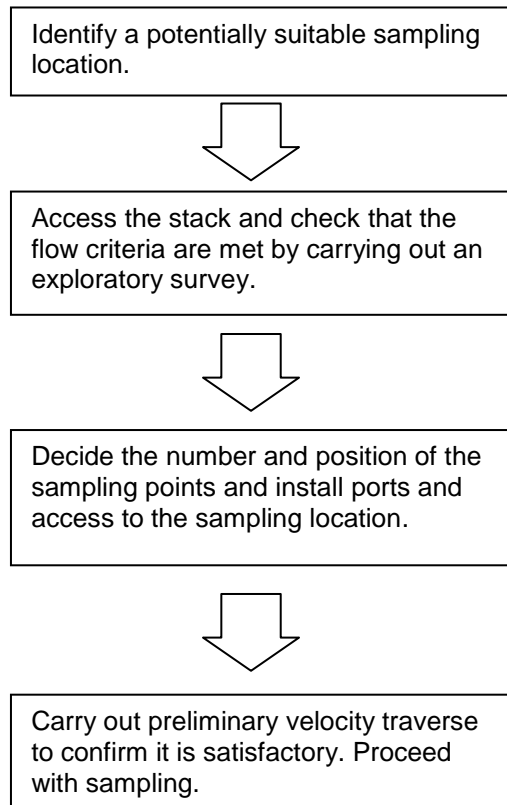 Identify a potentially suitable sampling
location.
Access the stack and check that the
flow criteria are met by carrying out an
exploratory survey.
Decide the number and position of the
sampling points and install ports and
access to the sampling location.
Carry out preliminary velocity traverse
to confirm it is satisfactory. Proceed
with sampling.